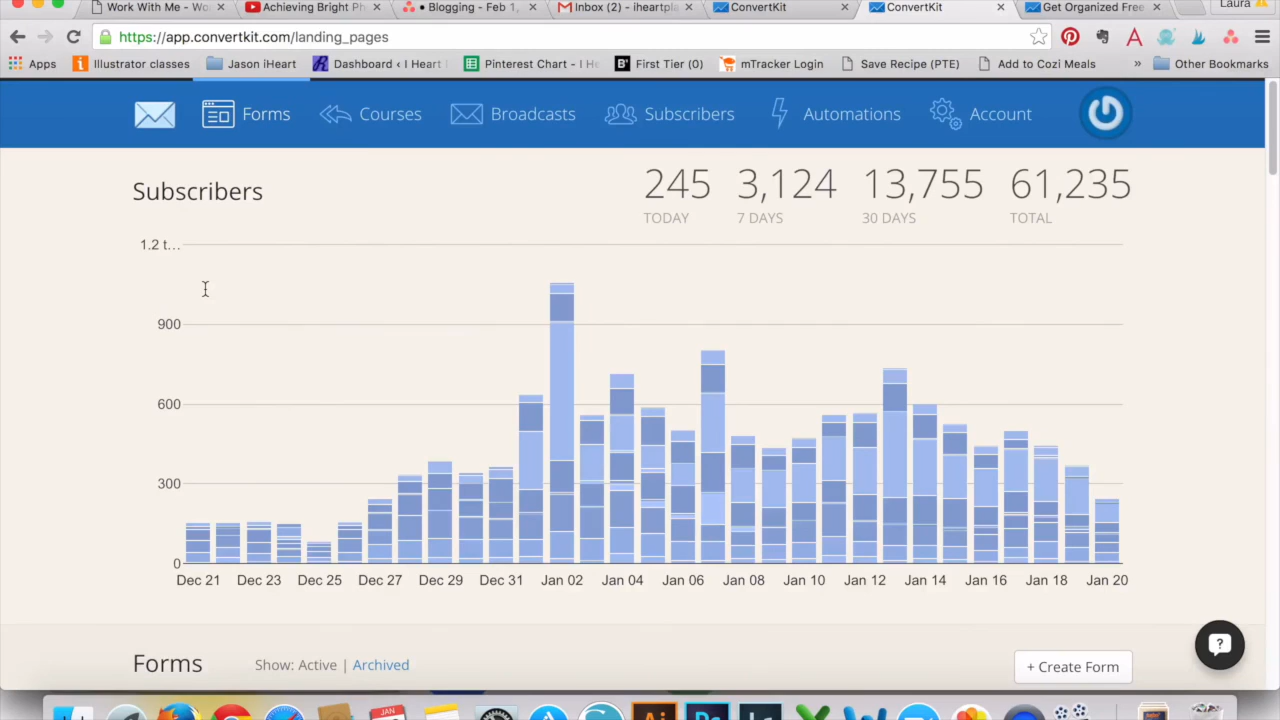 Work With Me - Wo
Achieving Bright Ph
• Blogging - Feb 1,
Inbox (2) - iheartpla
ConvertKit
ConvertKit
Get Organized Free
Laura
https://app.convertkit.com/landing_pages
Apps
Illustrator classes
Jason iHeart
Dashboard ‹ I Heart
Pinterest Chart - I H
First Tier (0)
mTracker Login
Save Recipe (PTE)
Add to Cozi Meals
»
Other Bookmarks
Forms
Courses
Broadcasts
Subscribers
Automations
Account
Subscribers
245
3,124
13,755
61,235
TODAY
7 DAYS
30 DAYS
TOTAL
1.2 t…
900
600
300
0
Dec 21
Dec 23
Dec 25
Dec 27
Dec 29
Dec 31
Jan 02
Jan 04
Jan 06
Jan 08
Jan 10
Jan 12
Jan 14
Jan 16
Jan 18
Jan 20
Forms
Show: Active | Archived
+ Create Form
JAN
Ai
Ps